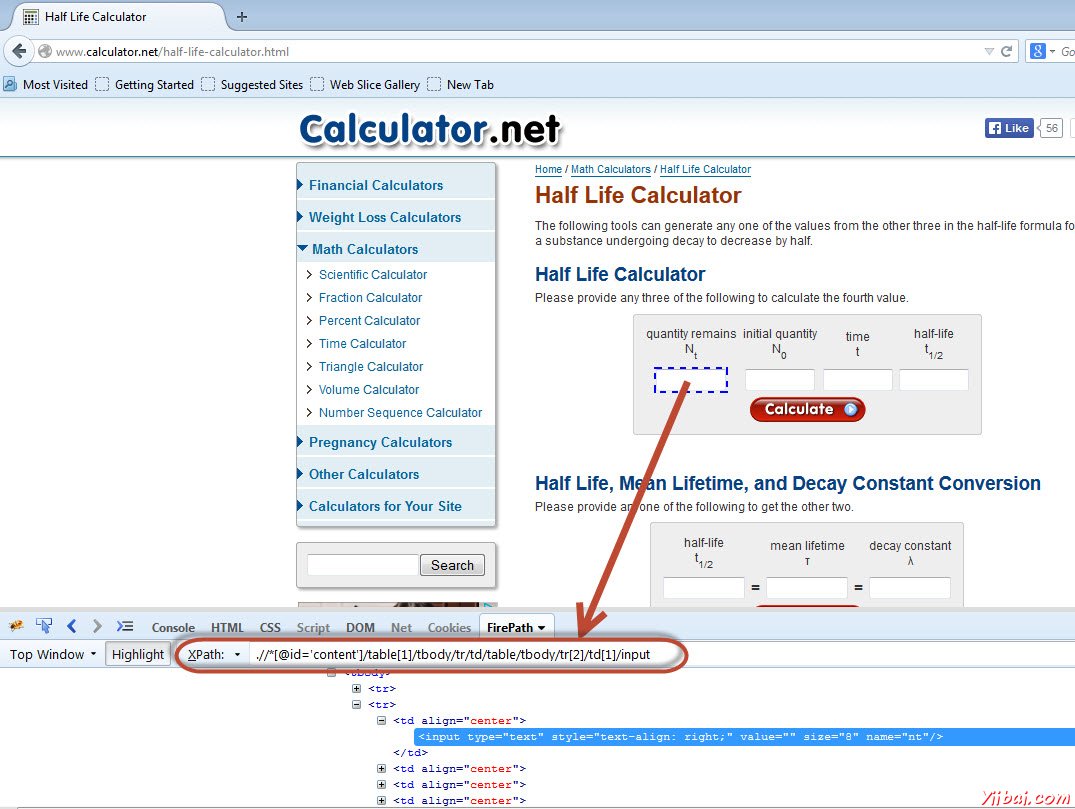 Half Life Calculator
www.calculator.net/half-life-calculator.html
8 Go
Most Visited Getting Started Suggested Sites Web Slice Gallery New Tab
Calculator.net
Like 56
Financial Calculators
Weight Loss Calculators
Math Calculators
Scientific Calculator
Fraction Calculator
Percent Calculator
Time Calculator
Triangle Calculator
Volume Calculator
Number Sequence Calculator
Pregnancy Calculators
Other Calculators
Calculators for Your Site
Search
Home / Math Calculators / Half Life Calculator
Half Life Calculator
The following tools can generate any one of the values from the other three in the half-life formula fo
a substance undergoing decay to decrease by half.
Half Life Calculator
Please provide any three of the following to calculate the fourth value.
quantity remains initial quantity time half-life
Nt N0 t t1/2
Calculate
Half Life, Mean Lifetime, and Decay Constant Conversion
Please provide any one of the following to get the other two.
half-life mean lifetime decay constant
t1/2 τ λ
= =
Console HTML CSS Script DOM Net Cookies FirePath
Top Window Highlight XPath: .//*[@id='content']/table[1]/tbody/tr/td/table/tbody/tr[2]/td[1]/input
<tbody>
<tr>
<tr>
<td align="center">
<input type="text" style="text-align: right;" value="" size="8" name="nt"/>
</td>
<td align="center">
<td align="center">
<td align="center">
Yiibai.com